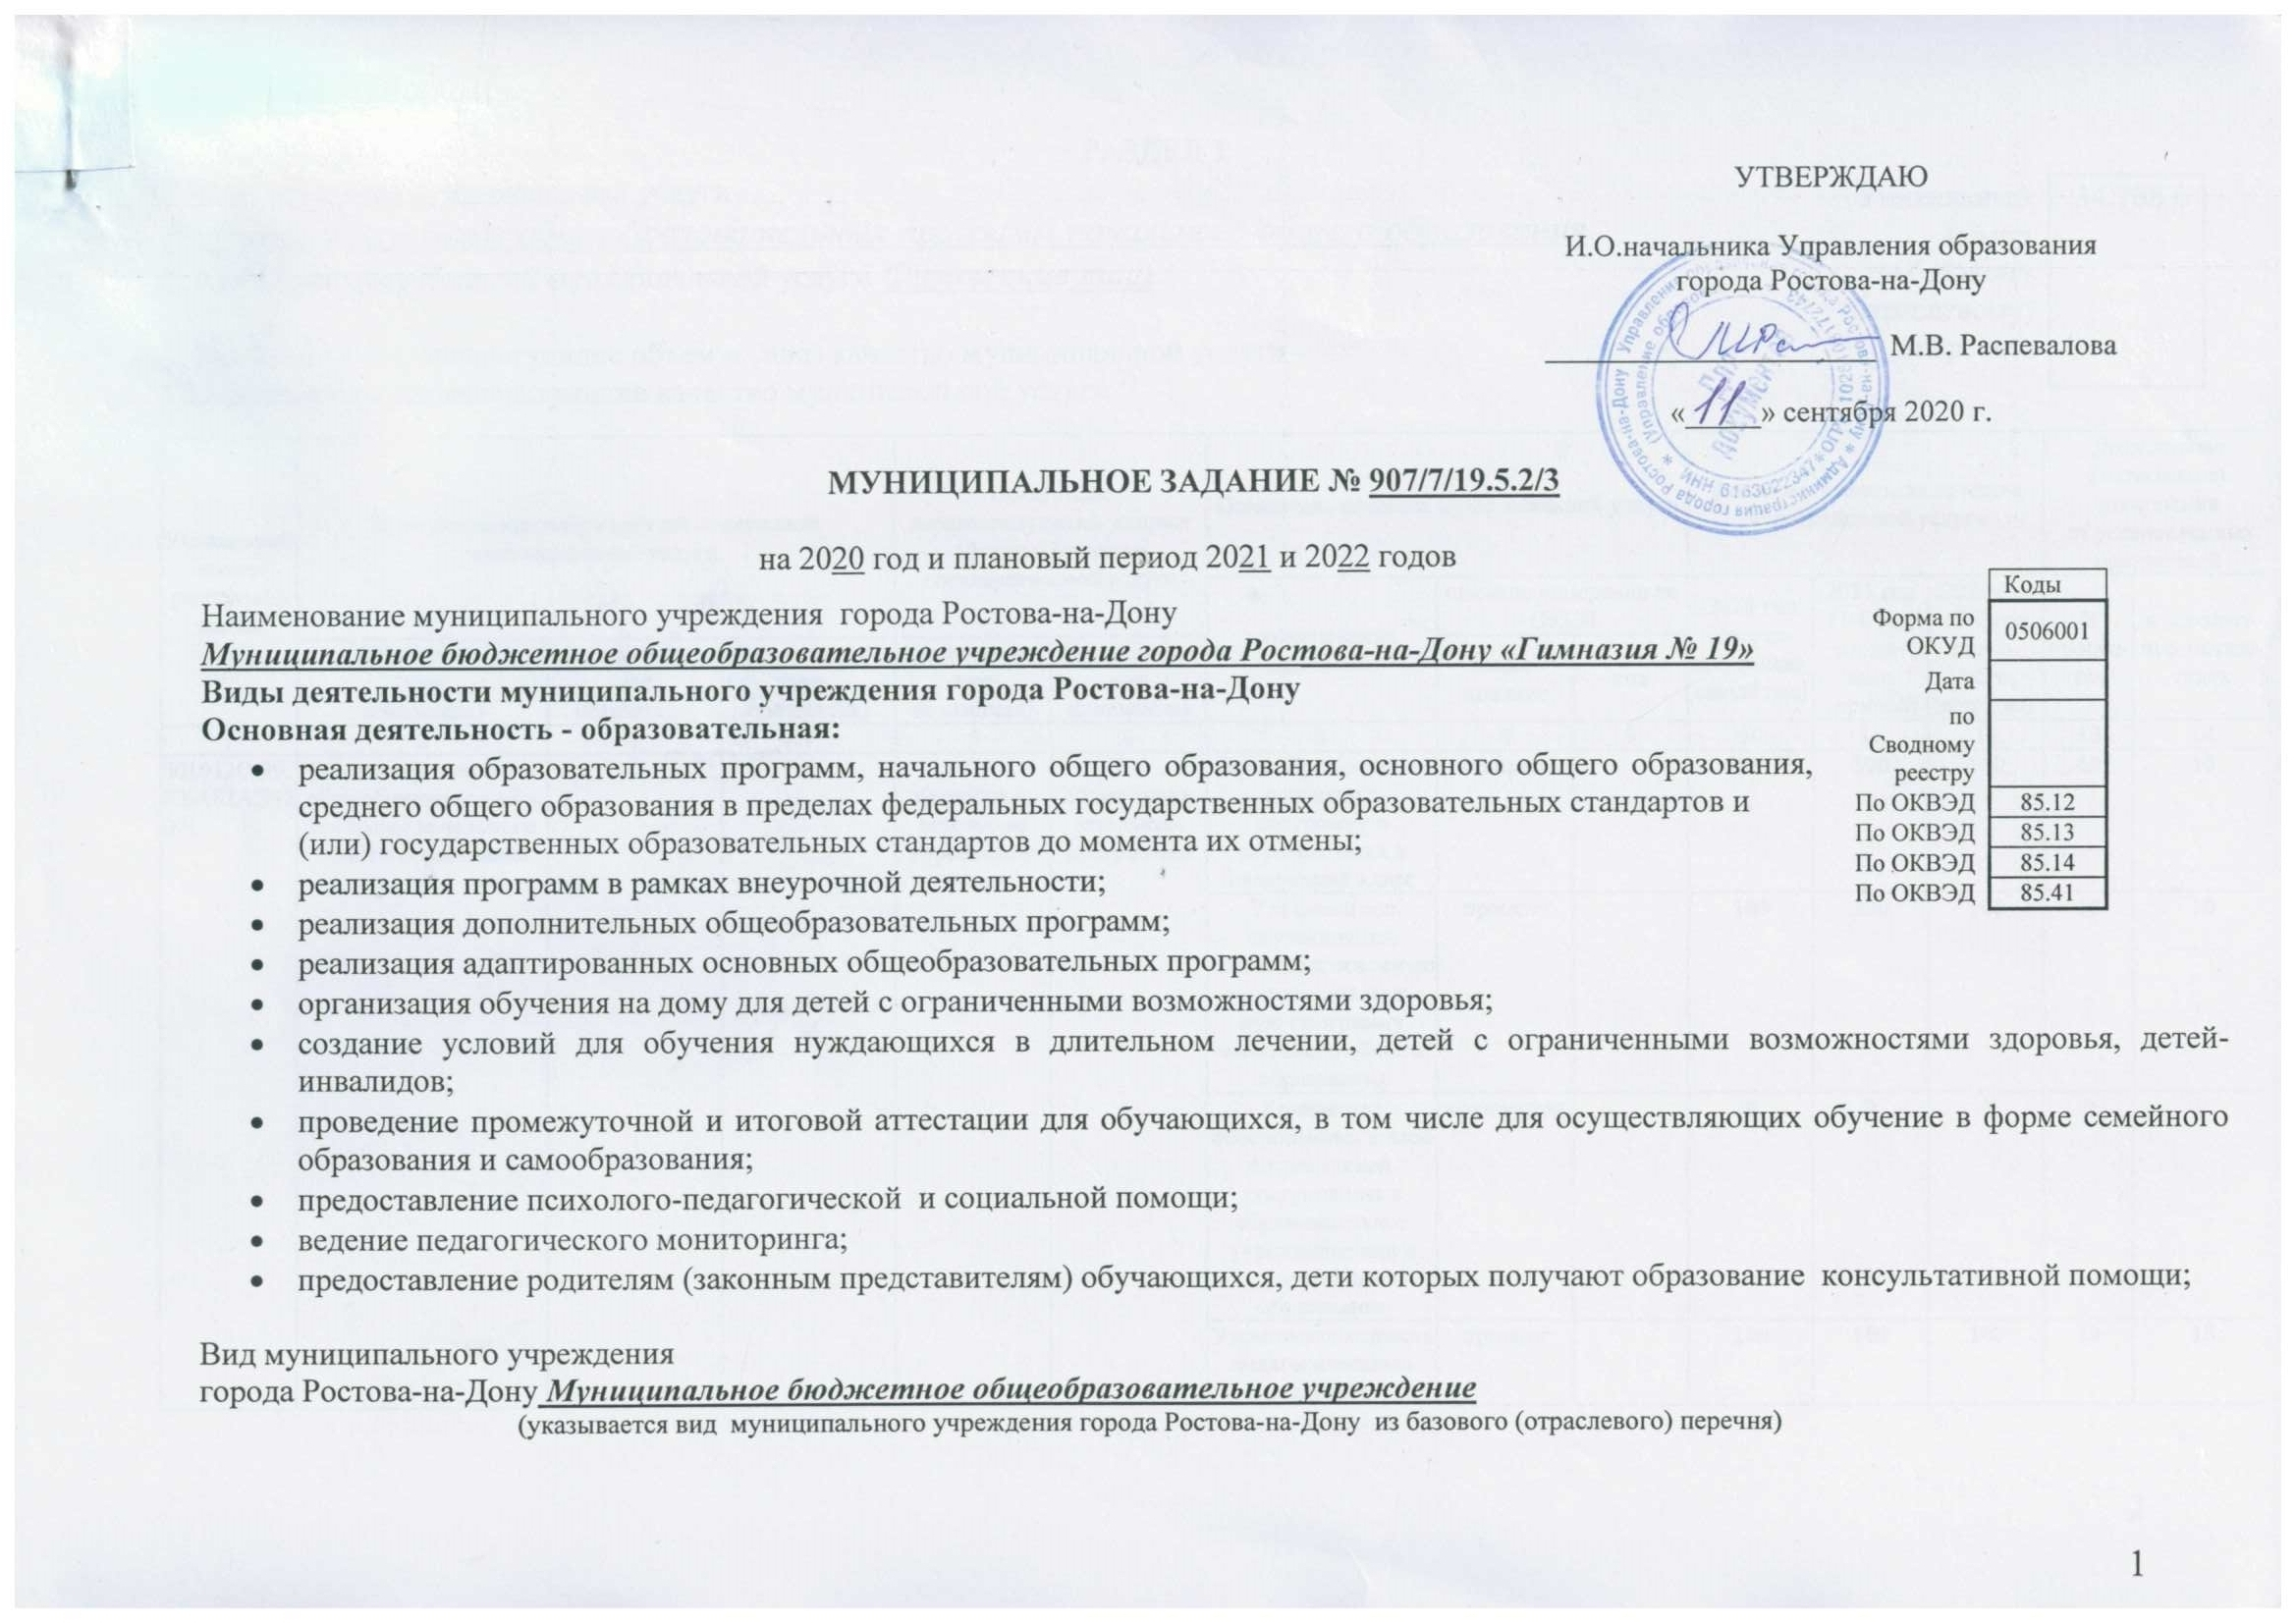 УТВЕРЖДАЮ
И.О.начальника Управления образования
города Ростова-на-Дону
М.В. Распевалова
«11» сентября 2020 г.
Для документов
ИНН 6163022347
МУНИЦИПАЛЬНОЕ ЗАДАНИЕ № 907/7/19.5.2/3
на 2020 год и плановый период 2021 и 2022 годов
Коды
Форма по
ОКУД 0506001
Дата
по
Сводному
реестру
По ОКВЭД 85.12
По ОКВЭД 85.13
По ОКВЭД 85.14
По ОКВЭД 85.41
Наименование муниципального учреждения города Ростова-на-Дону
Муниципальное бюджетное общеобразовательное учреждение города Ростова-на-Дону «Гимназия № 19»
Виды деятельности муниципального учреждения города Ростова-на-Дону
Основная деятельность - образовательная:
• реализация образовательных программ, начального общего образования, основного общего образования,
среднего общего образования в пределах федеральных государственных образовательных стандартов и
(или) государственных образовательных стандартов до момента их отмены;
• реализация программ в рамках внеурочной деятельности;
• реализация дополнительных общеобразовательных программ;
• реализация адаптированных основных общеобразовательных программ;
• организация обучения на дому для детей с ограниченными возможностями здоровья;
• создание условий для обучения нуждающихся в длительном лечении, детей с ограниченными возможностями здоровья, детей-
инвалидов;
• проведение промежуточной и итоговой аттестации для обучающихся, в том числе для осуществляющих обучение в форме семейного
образования и самообразования;
• предоставление психолого-педагогической и социальной помощи;
• ведение педагогического мониторинга;
• предоставление родителям (законным представителям) обучающихся, дети которых получают образование консультативной помощи;
Вид муниципального учреждения
города Ростова-на-Дону Муниципальное бюджетное общеобразовательное учреждение
(указывается вид муниципального учреждения города Ростова-на-Дону из базового (отраслевого) перечня)
1